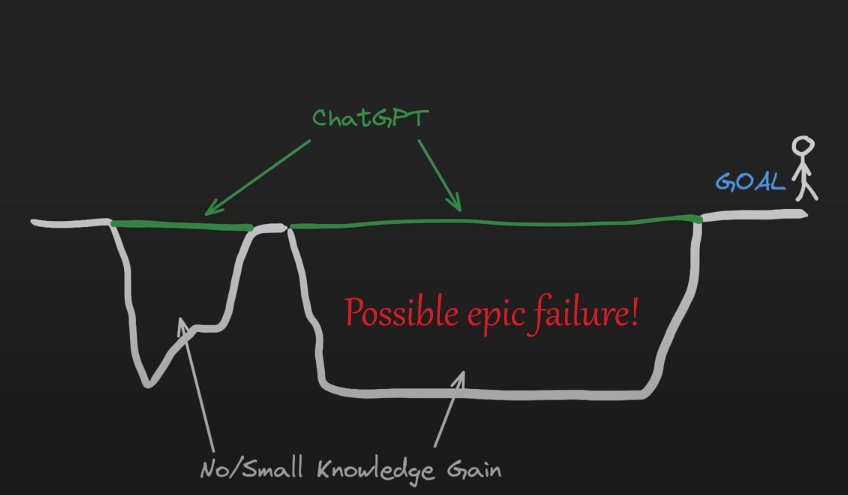 ChatGPT
GOAL
Possible epic failure!
No/Small Knowledge Gain